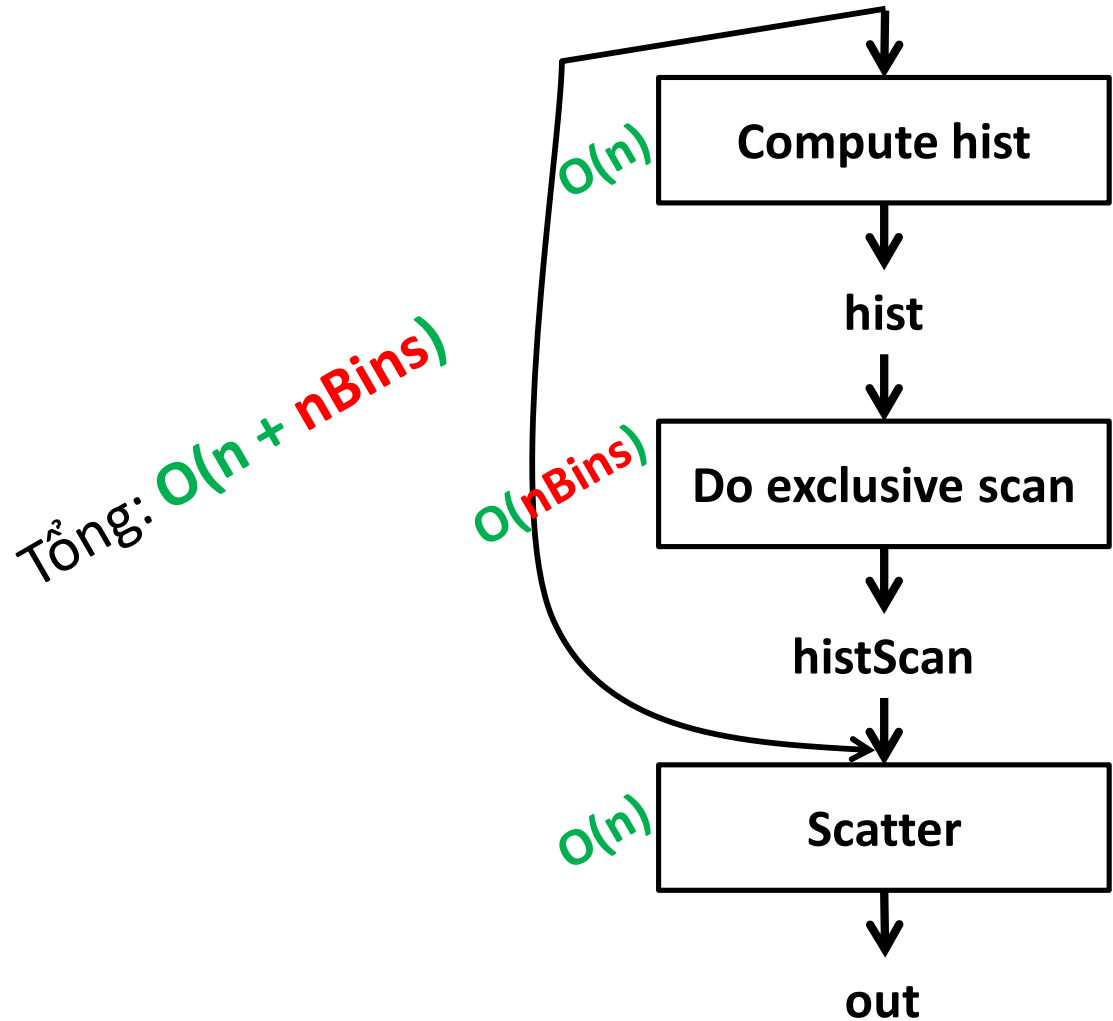 Compute hist
O(n)
hist
Tổng: O(n + nBins)
O(nBins)
Do exclusive scan
histScan
O(n)
Scatter
out